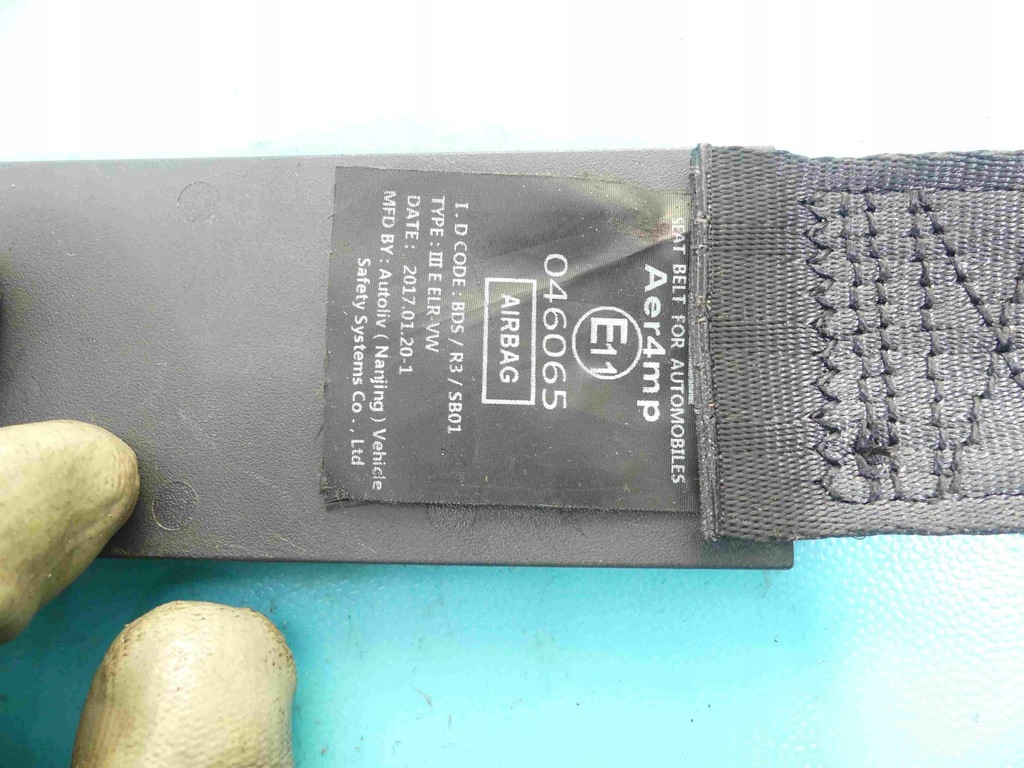 SEAT BELT FOR AUTOMOBILES
Aer4mp
E11
046065
AIRBAG
I. D CODE : BDS / R3 / SB01
TYPE : III E ELR-VW
DATE : 2017.01.20-1
MFD BY : Autoliv ( Nanjing ) Vehicle
Safety Systems Co . , Ltd